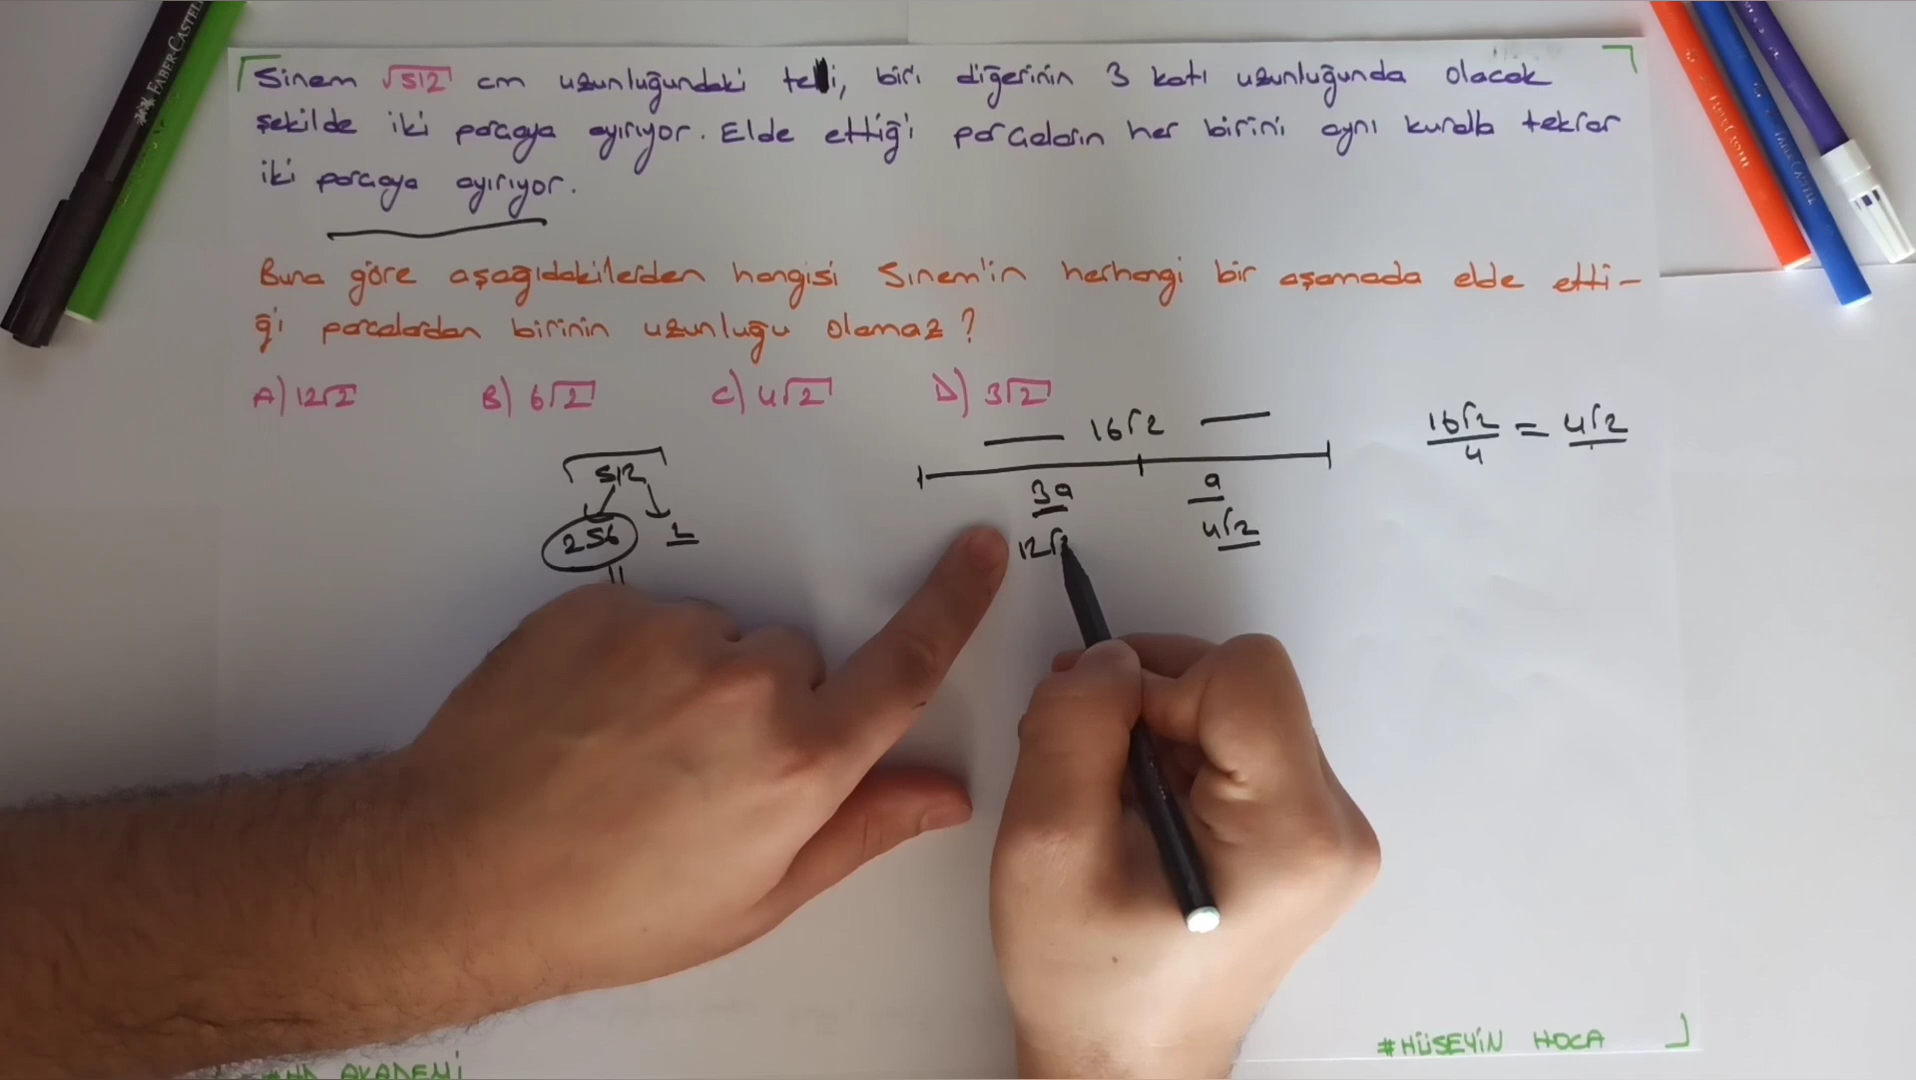 Sinem √512 cm uzunluğundaki teli, biri diğerinin 3 katı uzunluğunda olacak
şekilde iki parçaya ayırıyor. Elde ettiği parçaların her birini aynı kuralla tekrar
iki parçaya ayırıyor.
Buna göre aşağıdakilerden hangisi Sinem'in herhangi bir aşamada elde etti-
ği parçalardan birinin uzunluğu olamaz?
A) 12√2 B) 6√2 C) 4√2 D) 3√2
16√2
16√2/4 = 4√2
√512
256 2
3a a
12√2 4√2
#HÜSEYİN HOCA
AKADEMİ
FABER-CASTELL